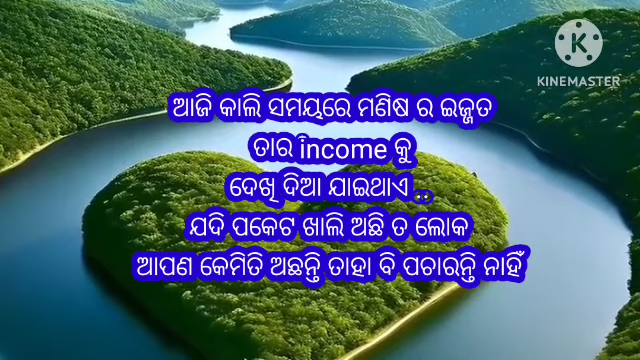 KINEMASTER
ଆଜି କାଲି ସମୟରେ ମଣିଷ ର ଇଜ୍ଜତ
ତାର income କୁ
ଦେଖି ଦିଆ ଯାଇଥାଏ ..
ଯଦି ପକେଟ ଖାଲି ଅଛି ତ ଲୋକ
ଆପଣ କେମିତି ଅଛନ୍ତି ତାହା ବି ପଚାରନ୍ତି ନାହିଁ